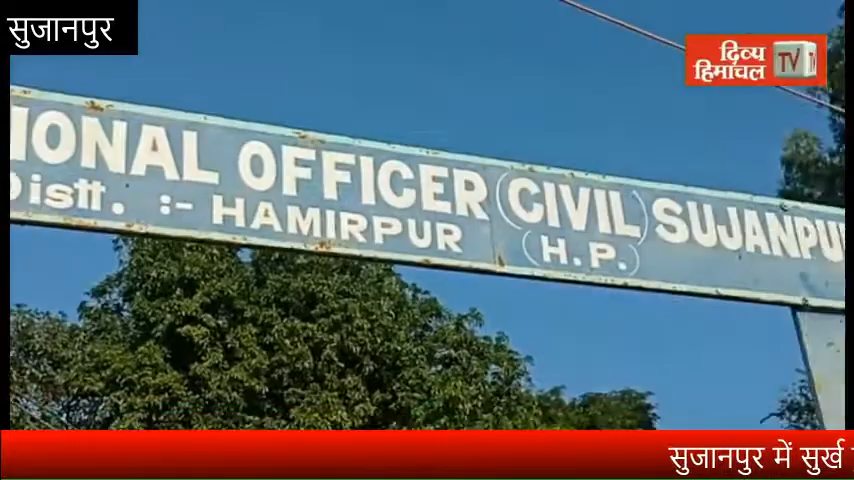 सुजानपुर
दिव्य
हिमाचल
TV
IONAL OFFICER (CIVIL) SUJANPU
Distt. :- HAMIRPUR (H.P.)
सुजानपुर में सुर्ख